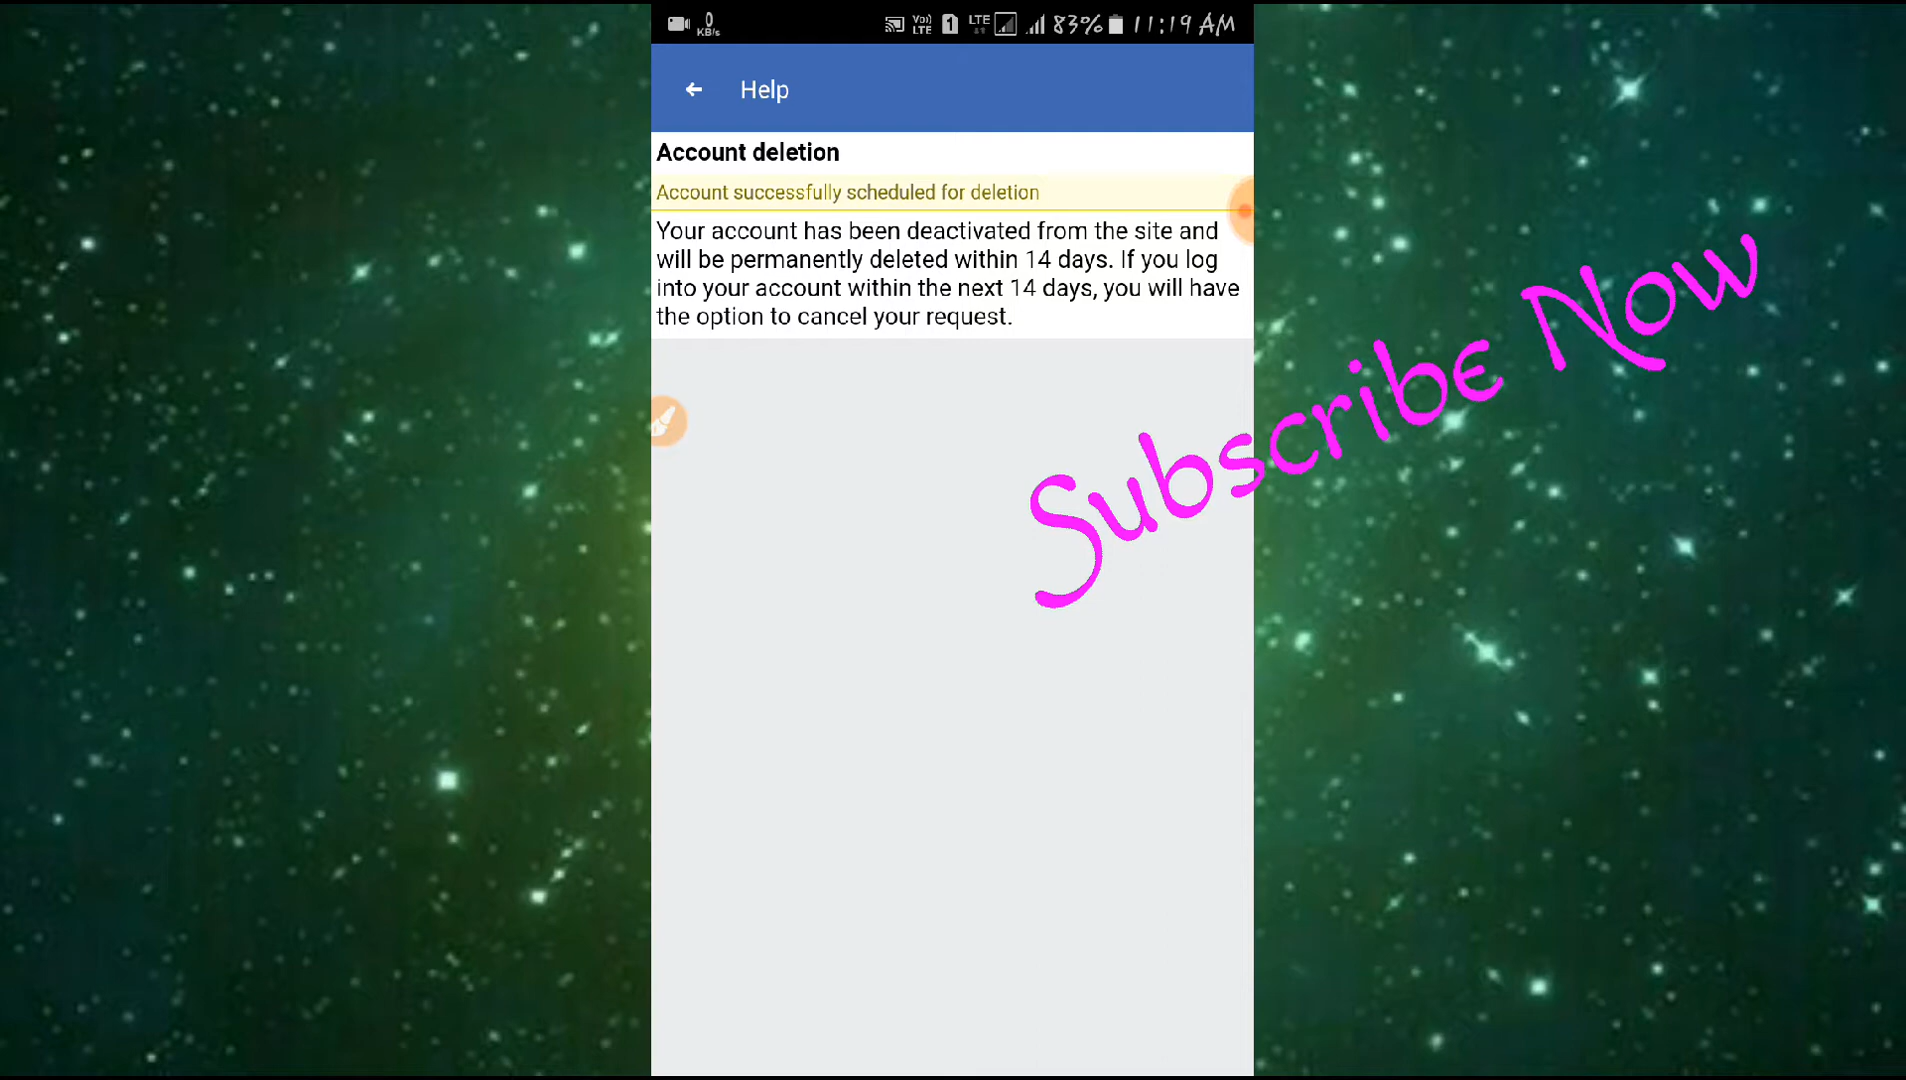 0
KB/s
Vo))
LTE
1
LTE
83%
11:19 AM
Help
Account deletion
Account successfully scheduled for deletion
Your account has been deactivated from the site and
will be permanently deleted within 14 days. If you log
into your account within the next 14 days, you will have
the option to cancel your request.
Subscribe Now